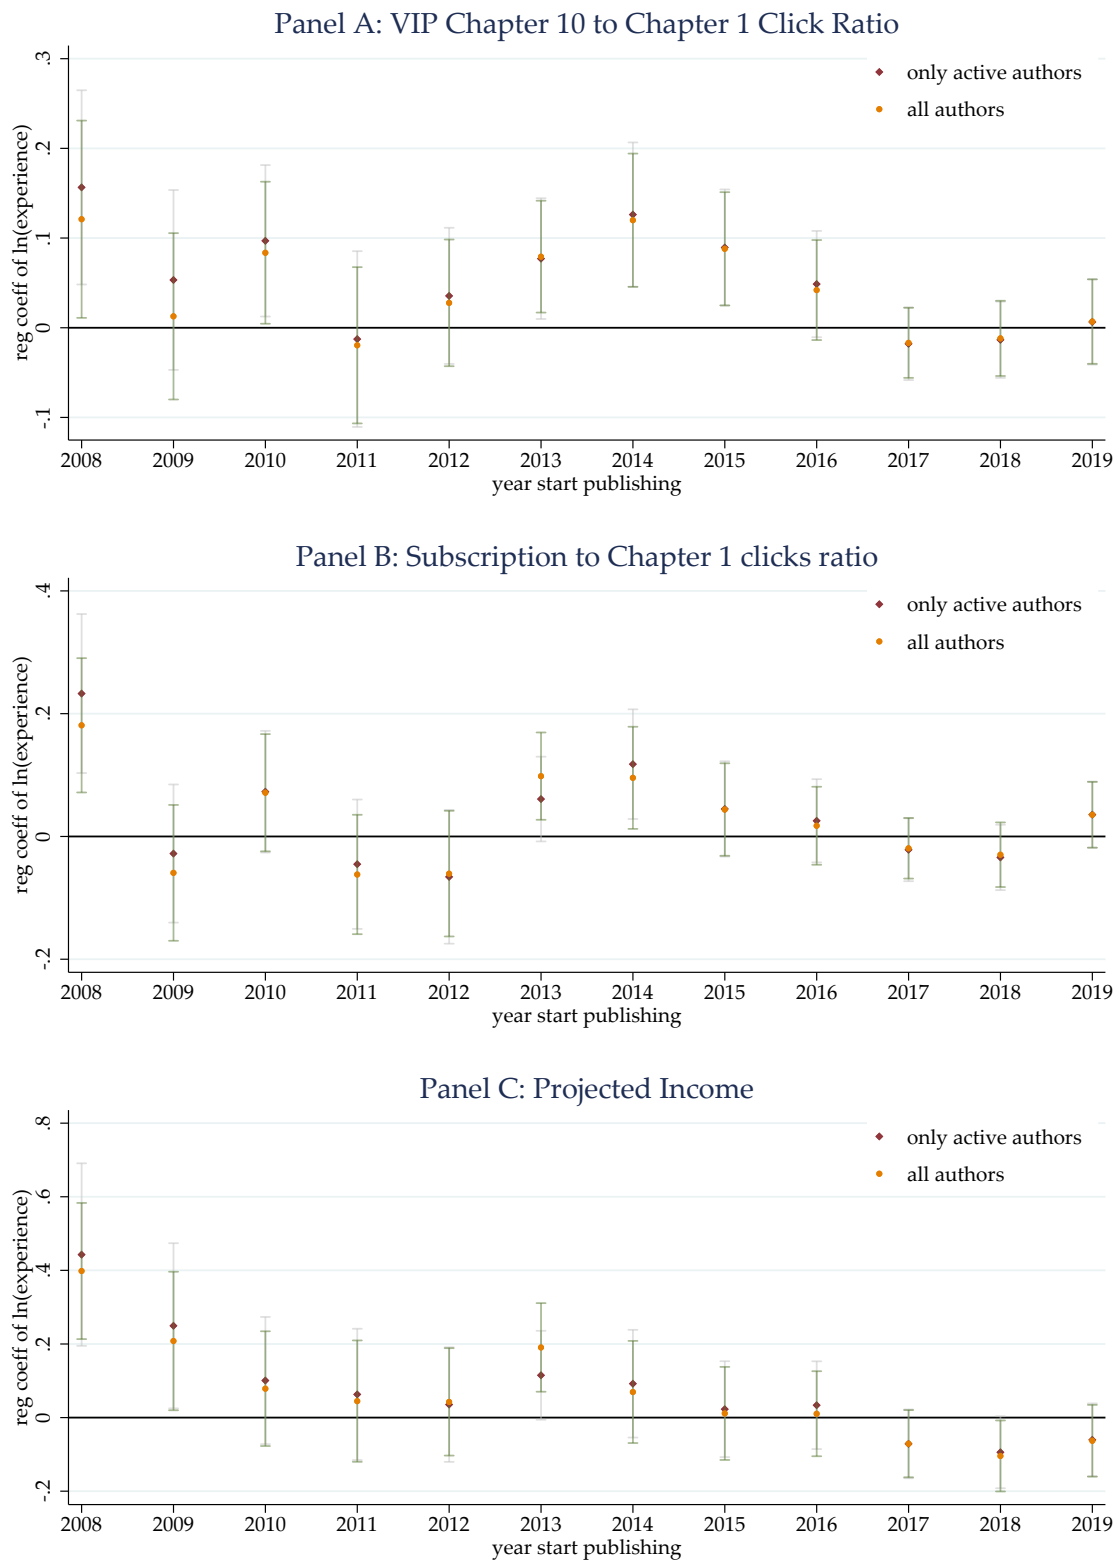 Panel A: VIP Chapter 10 to Chapter 1 Click Ratio
only active authors
all authors
reg coeff of ln(experience)
.3
.2
.1
0
-.1
2008 2009 2010 2011 2012 2013 2014 2015 2016 2017 2018 2019
year start publishing
Panel B: Subscription to Chapter 1 clicks ratio
only active authors
all authors
reg coeff of ln(experience)
.4
.2
0
-.2
2008 2009 2010 2011 2012 2013 2014 2015 2016 2017 2018 2019
year start publishing
Panel C: Projected Income
only active authors
all authors
reg coeff of ln(experience)
.8
.6
.4
.2
0
-.2
2008 2009 2010 2011 2012 2013 2014 2015 2016 2017 2018 2019
year start publishing